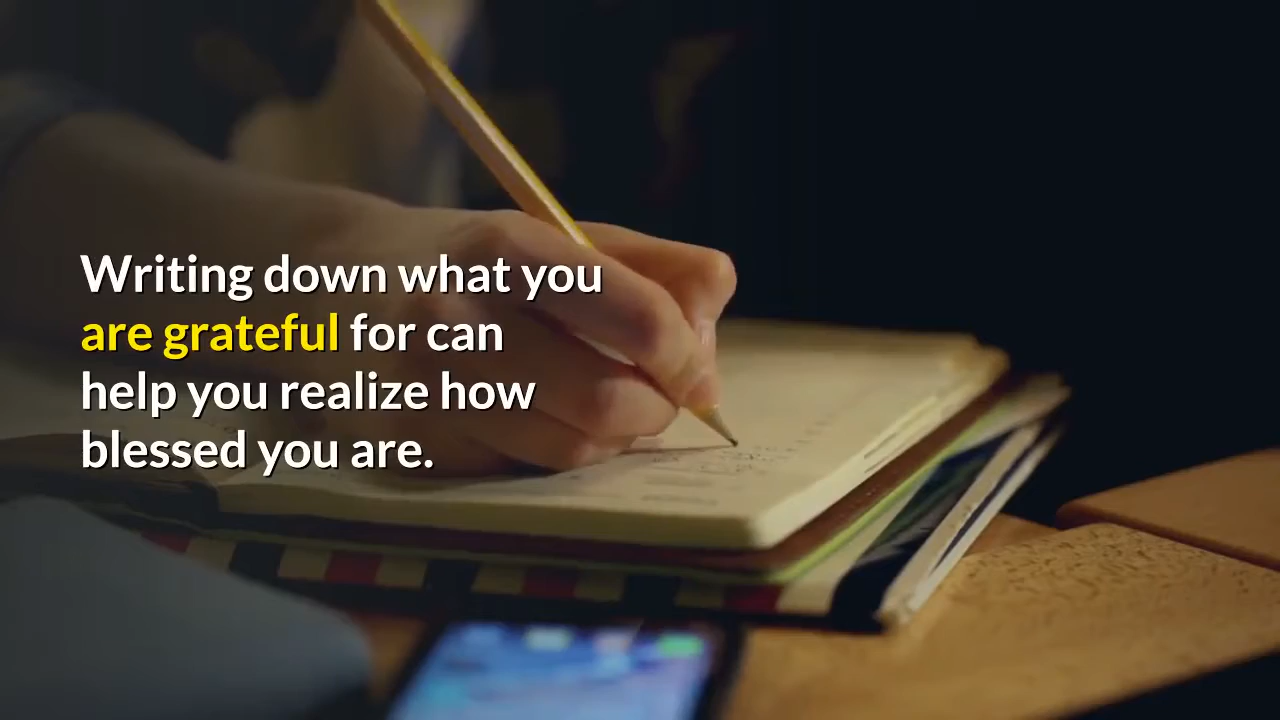 Writing down what you
are grateful for can
help you realize how
blessed you are.